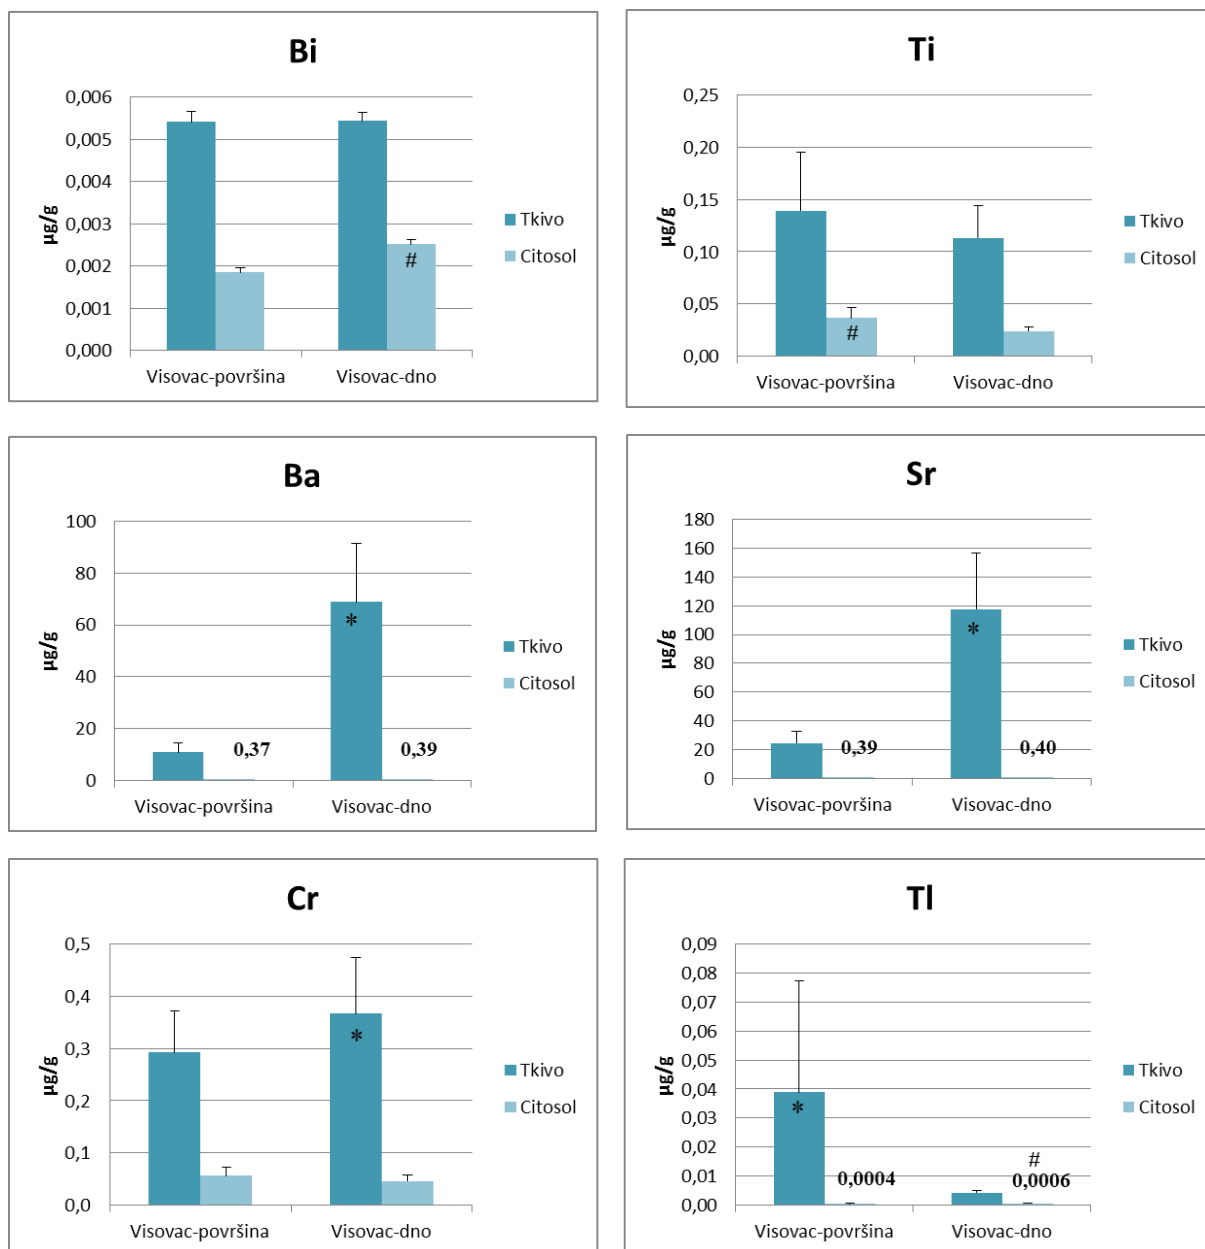 Bi
0,006
0,005
0,004
0,003
0,002
0,001
0,000
µg/g
#
Visovac-površina
Visovac-dno
Tkivo
Citosol
Ti
0,25
0,20
0,15
0,10
0,05
0,00
µg/g
#
Visovac-površina
Visovac-dno
Tkivo
Citosol
Ba
100
80
60
40
20
0
µg/g
*
0,37
0,39
Visovac-površina
Visovac-dno
Tkivo
Citosol
Sr
180
160
140
120
100
80
60
40
20
0
µg/g
*
0,39
0,40
Visovac-površina
Visovac-dno
Tkivo
Citosol
Cr
0,5
0,4
0,3
0,2
0,1
0,0
µg/g
*
Visovac-površina
Visovac-dno
Tkivo
Citosol
Tl
0,09
0,08
0,07
0,06
0,05
0,04
0,03
0,02
0,01
0,00
µg/g
*
0,0004
#
0,0006
Visovac-površina
Visovac-dno
Tkivo
Citosol